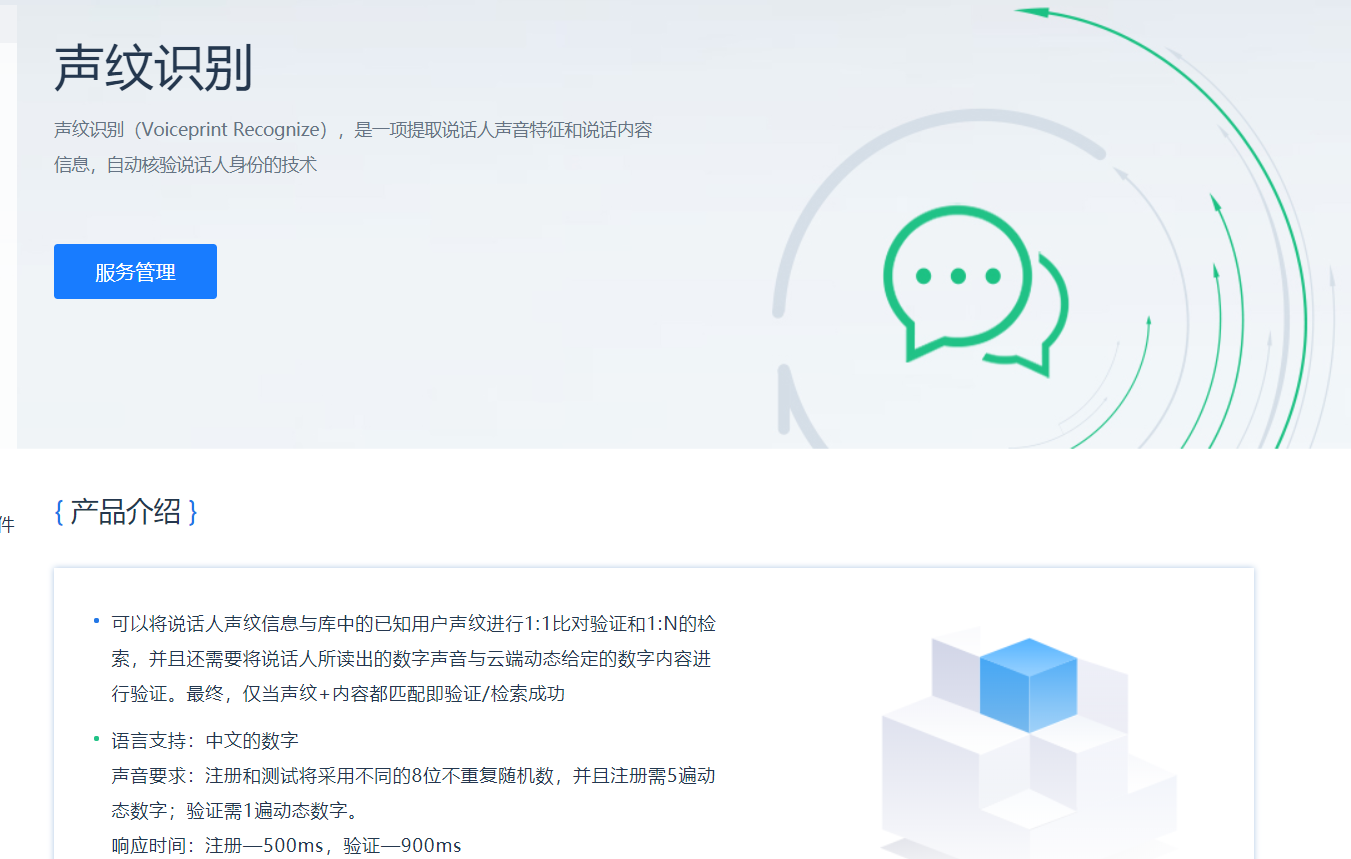 声纹识别
声纹识别（Voiceprint Recognize），是一项提取说话人声音特征和说话内容
信息，自动核验说话人身份的技术
服务管理
{ 产品介绍 }
件
可以将说话人声纹信息与库中的已知用户声纹进行1:1比对验证和1:N的检
索，并且还需要将说话人所读出的数字声音与云端动态给定的数字内容进
行验证。最终，仅当声纹+内容都匹配即验证/检索成功
语言支持：中文的数字
声音要求：注册和测试将采用不同的8位不重复随机数，并且注册需5遍动
态数字；验证需1遍动态数字。
响应时间：注册—500ms，验证—900ms